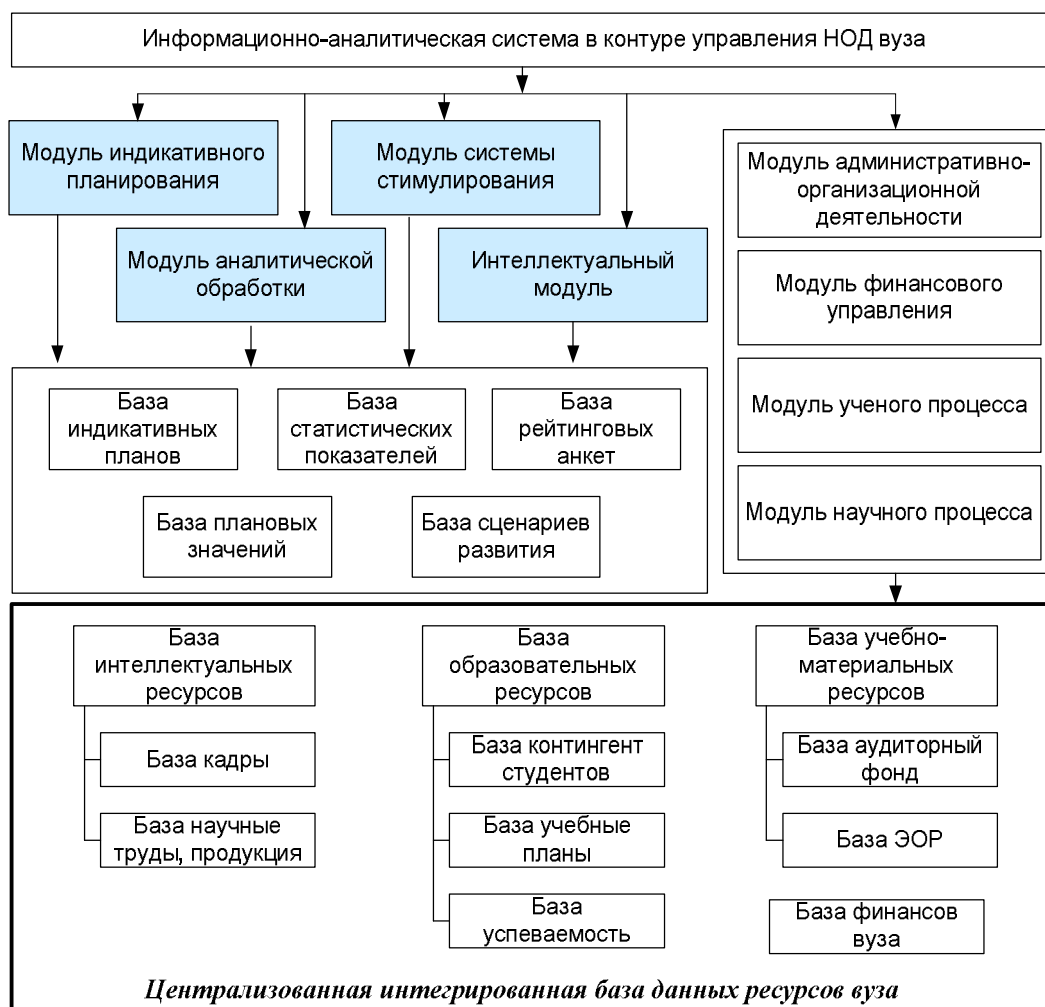 Информационно-аналитическая система в контуре управления НОД вуза
Модуль индикативного
планирования
Модуль системы
стимулирования
Модуль аналитической
обработки
Интеллектуальный
модуль
Модуль административно-
организационной
деятельности
Модуль финансового
управления
Модуль ученого процесса
Модуль научного процесса
База
индикативных
планов
База
статистических
показателей
База
рейтинговых
анкет
База плановых
значений
База сценариев
развития
База
интеллектуальных
ресурсов
База кадры
База научные
труды, продукция
База
образовательных
ресурсов
База контингент
студентов
База учебные
планы
База
успеваемость
База учебно-
материальных
ресурсов
База аудиторный
фонд
База ЭОР
База финансов
вуза
Централизованная интегрированная база данных ресурсов вуза